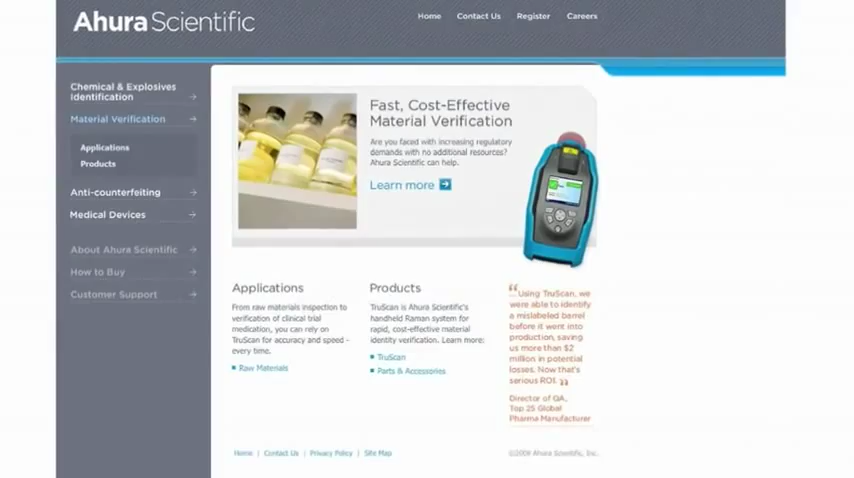 Ahura Scientific
Home
Contact Us
Register
Careers
Chemical & Explosives
Identification
Material Verification
Applications
Products
Anti-counterfeiting
Medical Devices
About Ahura Scientific
How to Buy
Customer Support
Fast, Cost-Effective
Material Verification
Are you faced with increasing regulatory
demands with no additional resources?
Ahura Scientific can help.
Learn more
Applications
From raw materials inspection to
verification of clinical trial
medication, you can rely on
TruScan for accuracy and speed -
every time.
Raw Materials
Products
TruScan is Ahura Scientific's
handheld Raman system for
rapid, cost-effective material
identity verification. Learn more:
TruScan
Parts & Accessories
“
... Using TruScan, we
were able to identify
a mislabeled barrel
before it went into
production, saving
us more than $2
million in potential
losses. Now that's
serious ROI. ”
Director of QA,
Top 25 Global
Pharma Manufacturer
Home | Contact Us | Privacy Policy | Site Map
Ahura Scientific, Inc.